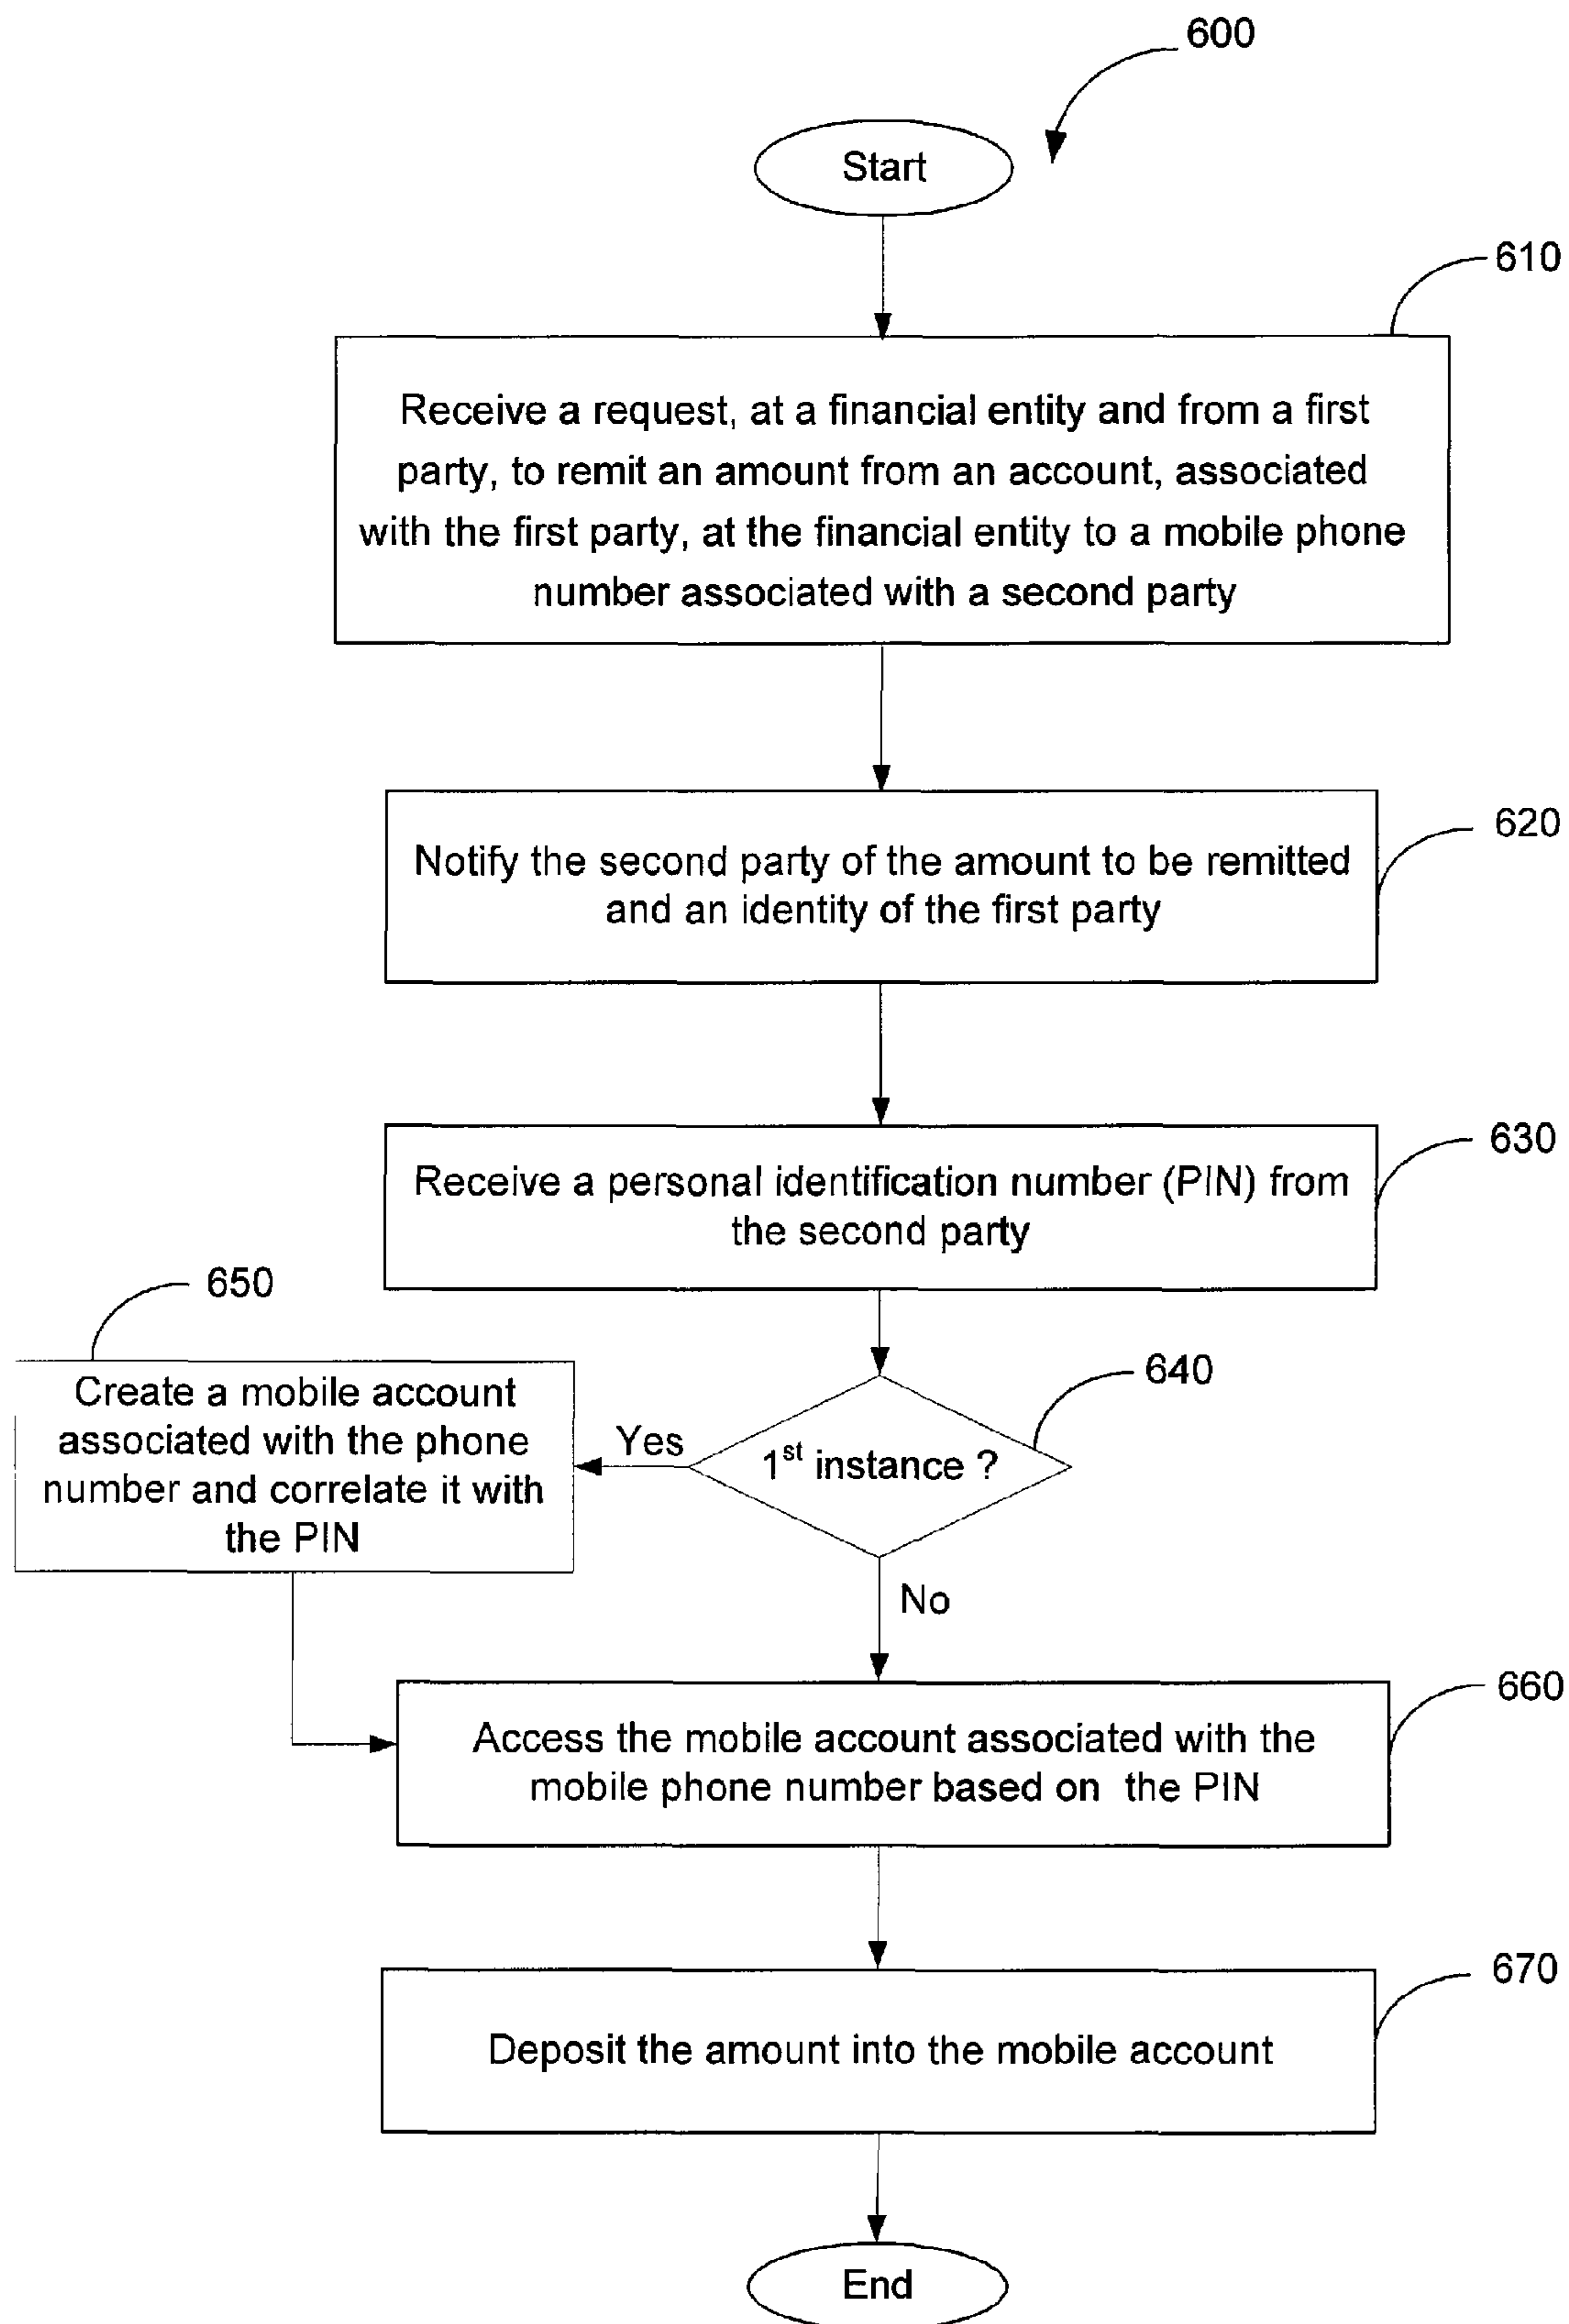 600
Start
610
Receive a request, at a financial entity and from a first
party, to remit an amount from an account, associated
with the first party, at the financial entity to a mobile phone
number associated with a second party
620
Notify the second party of the amount to be remitted
and an identity of the first party
630
Receive a personal identification number (PIN) from
the second party
650
Create a mobile account
associated with the phone
number and correlate it with
the PIN
Yes
640
1st instance ?
No
660
Access the mobile account associated with the
mobile phone number based on the PIN
670
Deposit the amount into the mobile account
End